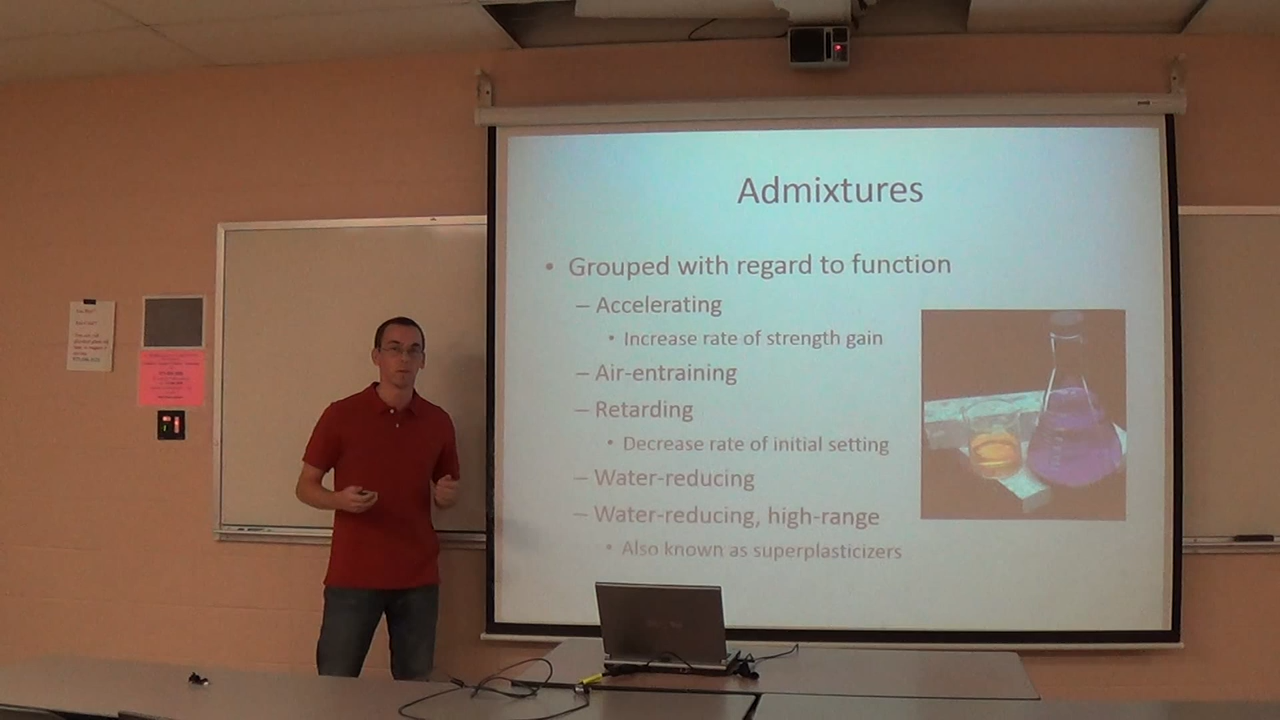 Admixtures
• Grouped with regard to function
– Accelerating
• Increase rate of strength gain
– Air-entraining
– Retarding
• Decrease rate of initial setting
– Water-reducing
– Water-reducing, high-range
• Also known as superplasticizers